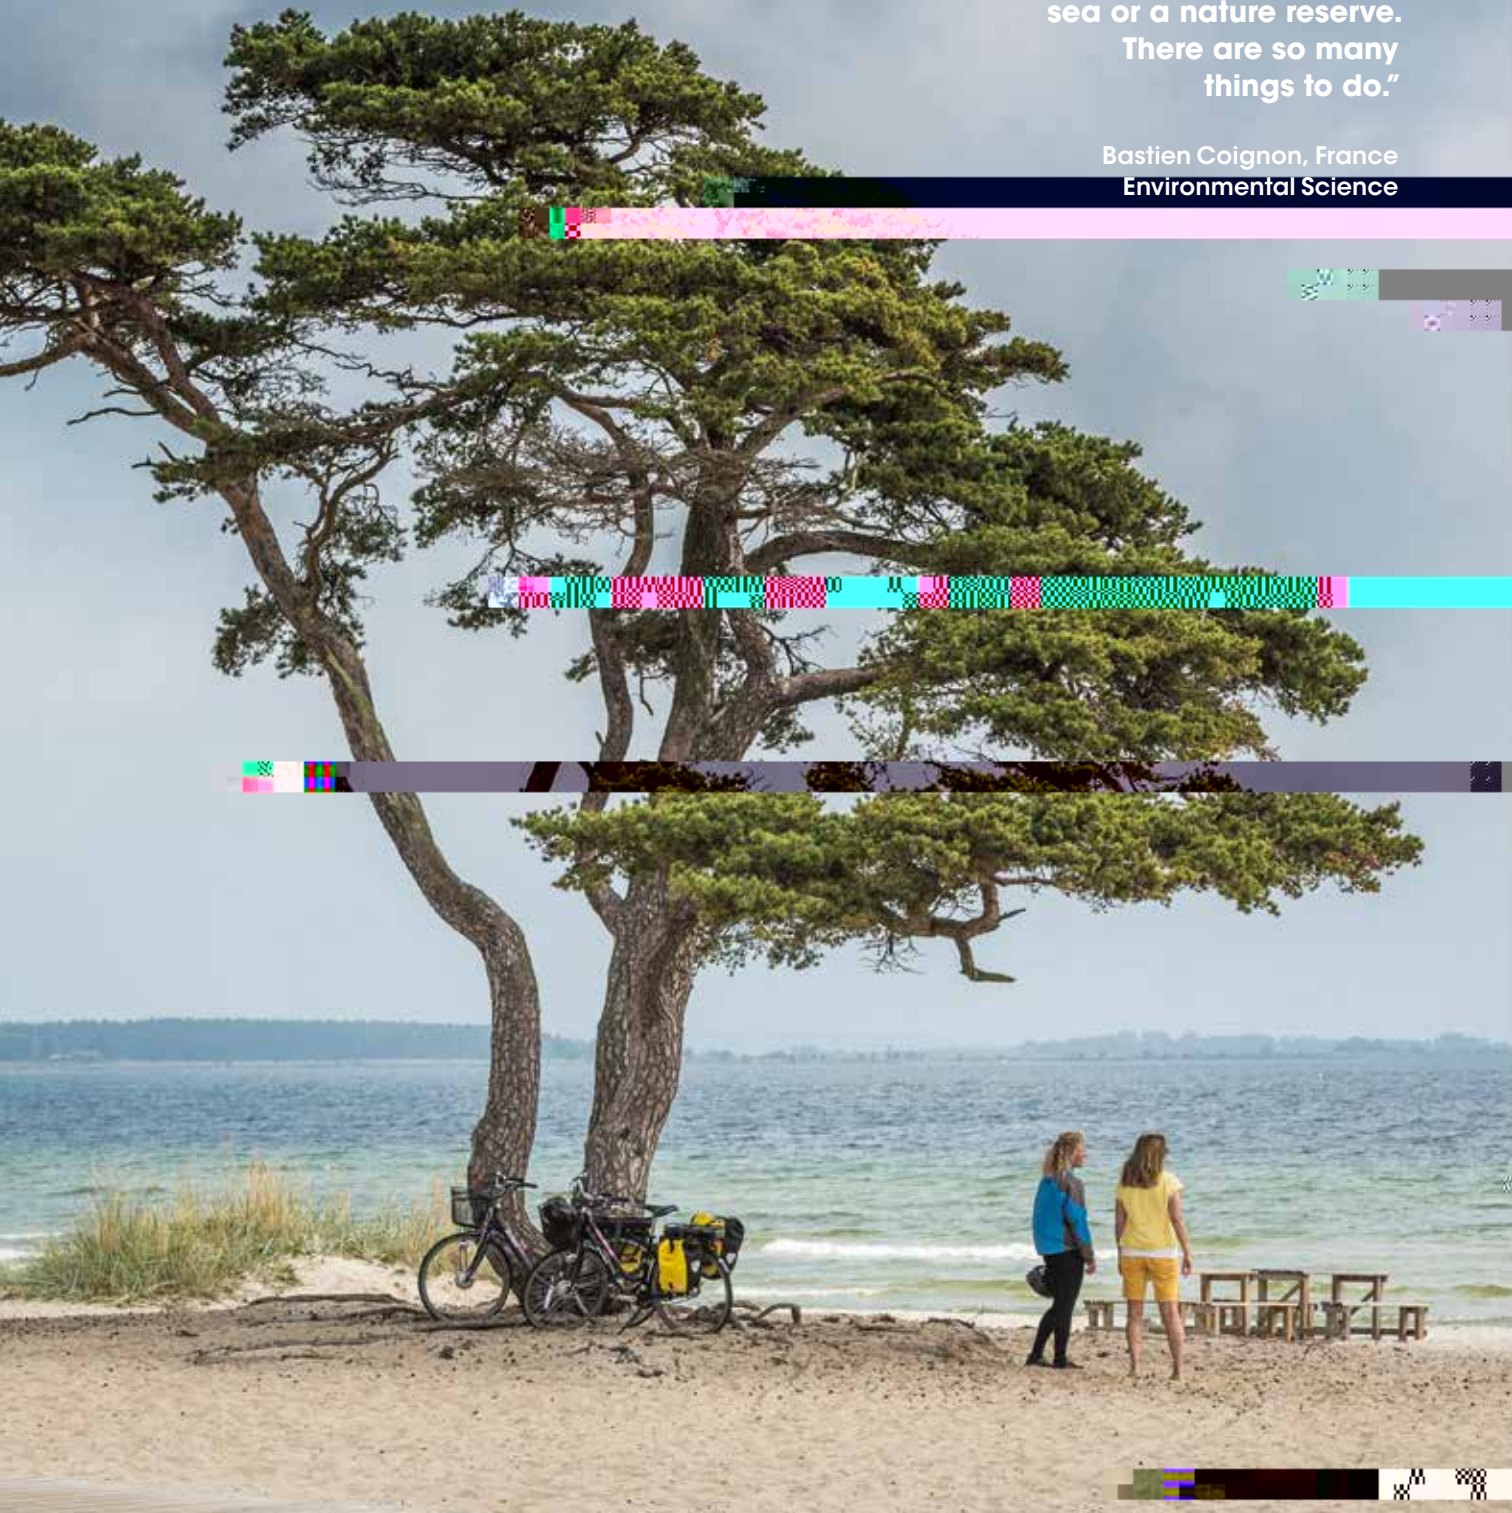 sea or a nature reserve.
There are so many
things to do.”
Bastien Coignon, France
Environmental Science